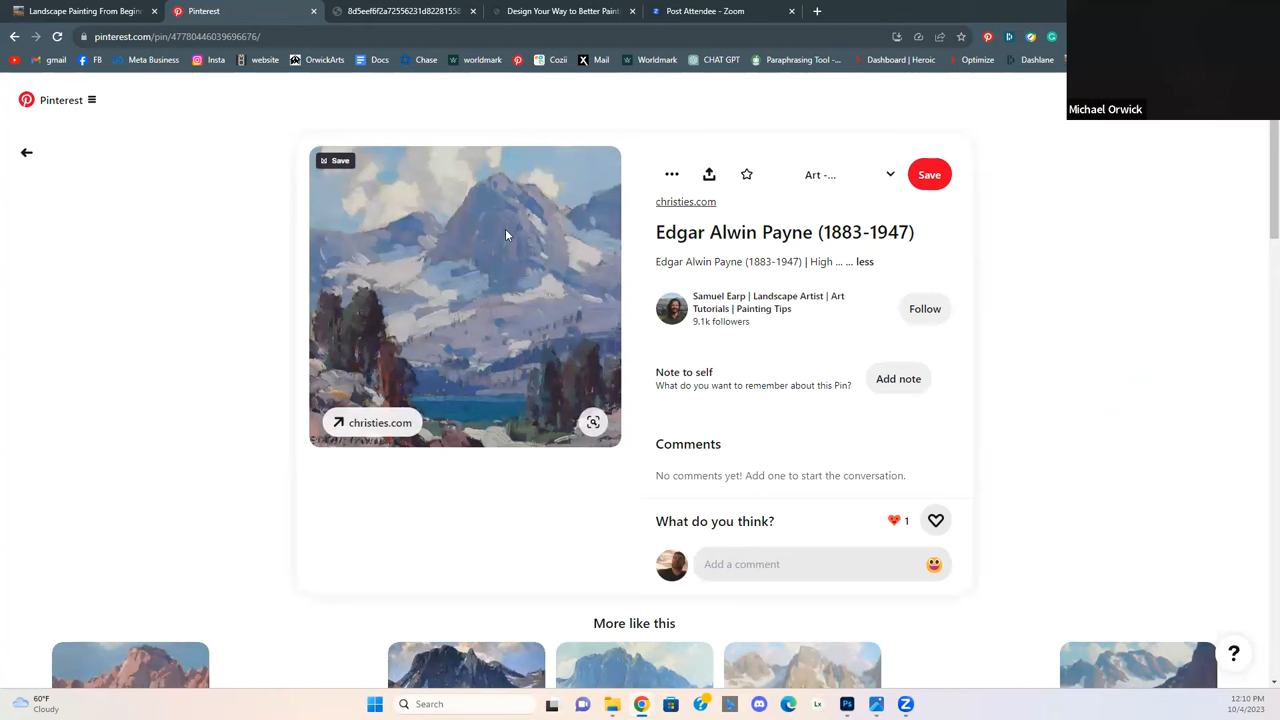 Landscape Painting From Beginn
Pinterest
8d5eef6f2a72556231d8228155
Design Your Way to Better Paint
Post Attendee - Zoom
pinterest.com/pin/47780446039696676/
gmail
FB
Meta Business
Insta
website
OrwickArts
Docs
Chase
worldmark
Cozii
Mail
Worldmark
CHAT GPT
Paraphrasing Tool -...
Dashboard | Heroic
Optimize
Dashlane
Michael Orwick
Pinterest
Save
Art -...
Save
christies.com
Edgar Alwin Payne (1883-1947)
Edgar Alwin Payne (1883-1947) | High ... ... less
Samuel Earp | Landscape Artist | Art
Tutorials | Painting Tips
9.1k followers
Follow
Note to self
What do you want to remember about this Pin?
Add note
christies.com
Comments
No comments yet! Add one to start the conversation.
What do you think?
1
Add a comment
More like this
?
60°F
Cloudy
Search
12:10 PM
10/4/2023